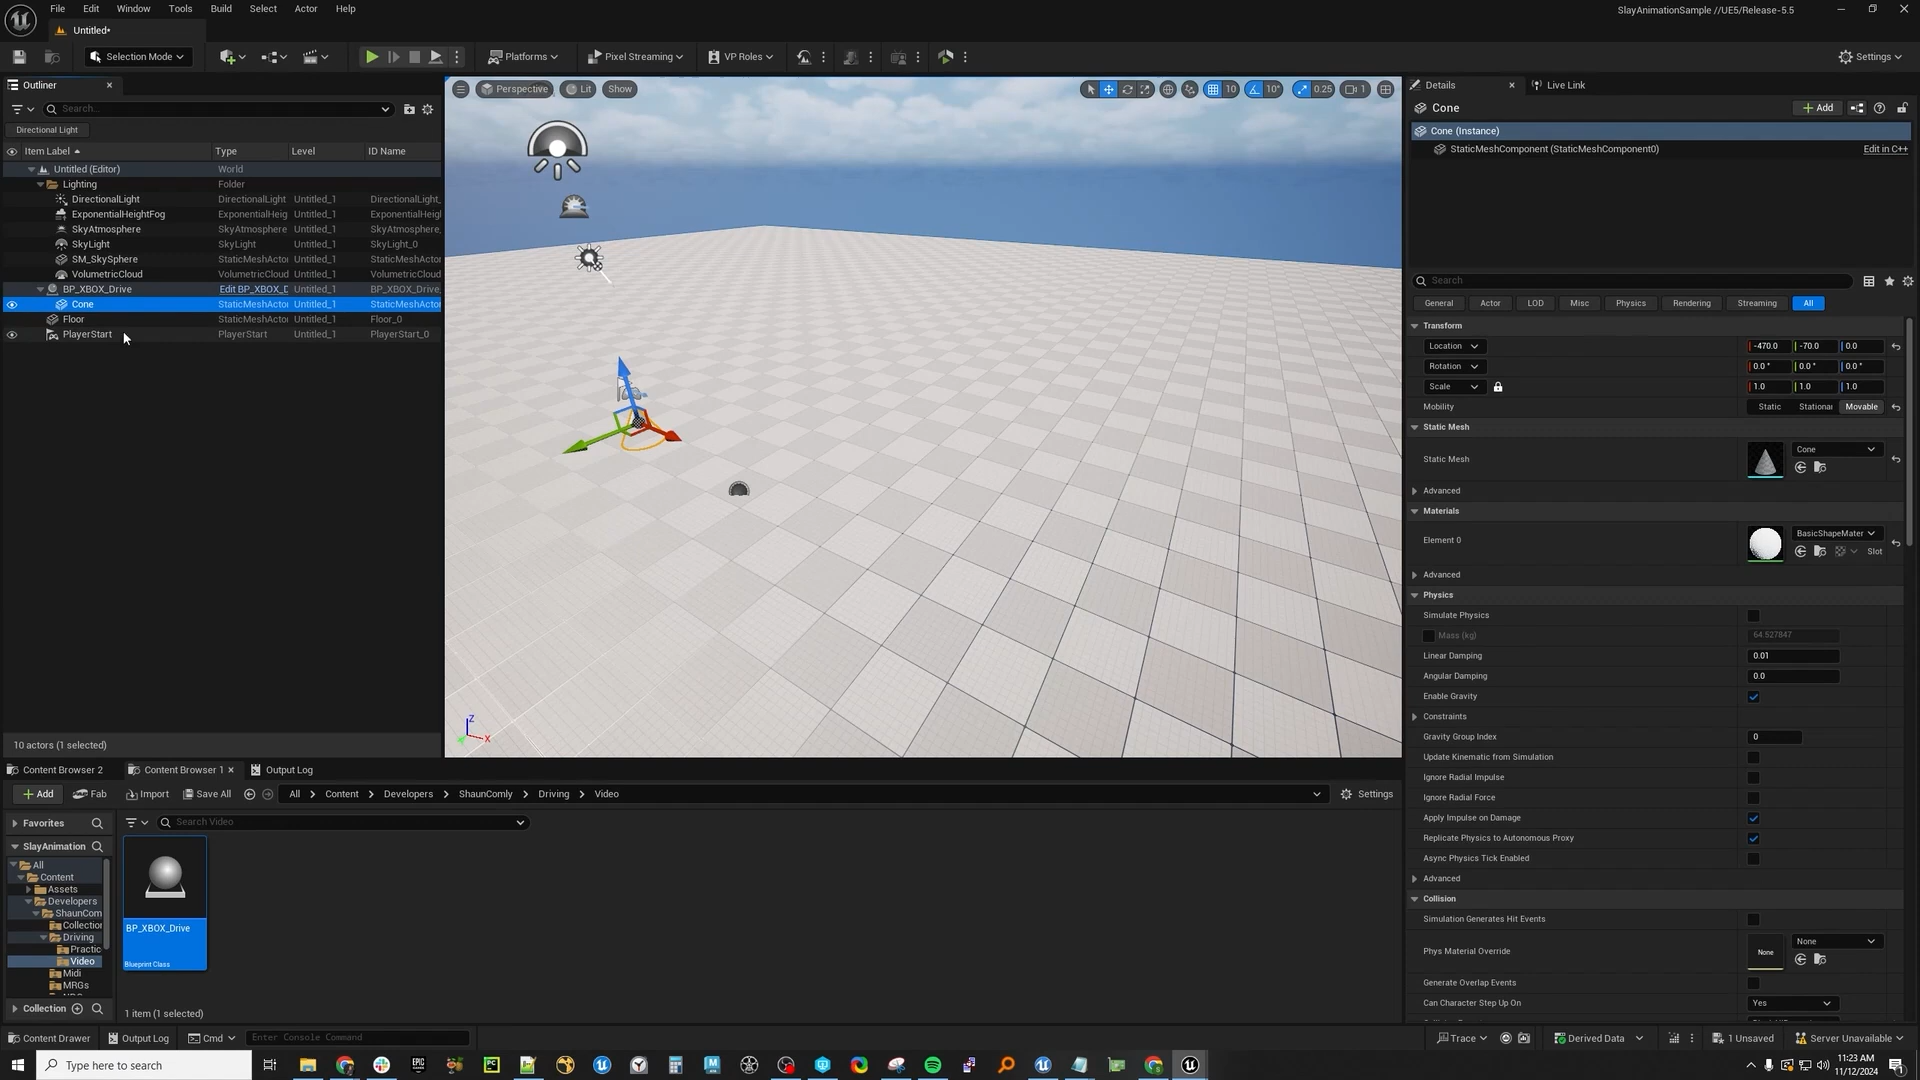 File Edit Window Tools Build Select Actor Help
SlayAnimationSample //UE5/Release-5.5
Untitled•
Selection Mode
Platforms
Pixel Streaming
VP Roles
Settings
Outliner
Search...
Directional Light
Item Label Type Level ID Name
Untitled (Editor) World
Lighting Folder
DirectionalLight DirectionalLight Untitled_1 DirectionalLight_
ExponentialHeightFog ExponentialHeig Untitled_1 ExponentialHeigl
SkyAtmosphere SkyAtmosphere Untitled_1 SkyAtmosphere_
SkyLight SkyLight Untitled_1 SkyLight_0
SM_SkySphere StaticMeshActor Untitled_1 StaticMeshActor
VolumetricCloud VolumetricCloud Untitled_1 VolumetricCloud
BP_XBOX_Drive Edit BP_XBOX_D Untitled_1 BP_XBOX_Drive_
Cone StaticMeshActor Untitled_1 StaticMeshActor
Floor StaticMeshActor Untitled_1 Floor_0
PlayerStart PlayerStart Untitled_1 PlayerStart_0
10 actors (1 selected)
Perspective Lit Show
10 10° 0.25 1
Z
X
Details
Live Link
Cone
Add
Cone (Instance)
StaticMeshComponent (StaticMeshComponent0) Edit in C++
Search
General Actor LOD Misc Physics Rendering Streaming All
Transform
Location -470.0 -70.0 0.0
Rotation 0.0 ° 0.0 ° 0.0 °
Scale 1.0 1.0 1.0
Mobility Static Stationar Movable
Static Mesh
Static Mesh Cone
Advanced
Materials
Element 0 BasicShapeMater
Slot
Advanced
Physics
Simulate Physics
Mass (kg) 64.527847
Linear Damping 0.01
Angular Damping 0.0
Enable Gravity
Constraints
Gravity Group Index 0
Update Kinematic from Simulation
Ignore Radial Impulse
Ignore Radial Force
Apply Impulse on Damage
Replicate Physics to Autonomous Proxy
Async Physics Tick Enabled
Advanced
Collision
Simulation Generates Hit Events
Phys Material Override None None
Generate Overlap Events
Can Character Step Up On Yes
Content Browser 2
Content Browser 1
Output Log
Add Fab Import Save All
All > Content > Developers > ShaunComly > Driving > Video
Settings
Favorites
Search Video
SlayAnimation
All
Content
Assets
Developers
ShaunCom
Collection
Driving
Practic
Video
Midi
MRGs
Collection
BP_XBOX_Drive
Blueprint Class
1 item (1 selected)
Content Drawer
Output Log
Cmd
Enter Console Command
Trace
Derived Data
1 Unsaved
Server Unavailable
Type here to search
11:23 AM
11/12/2024